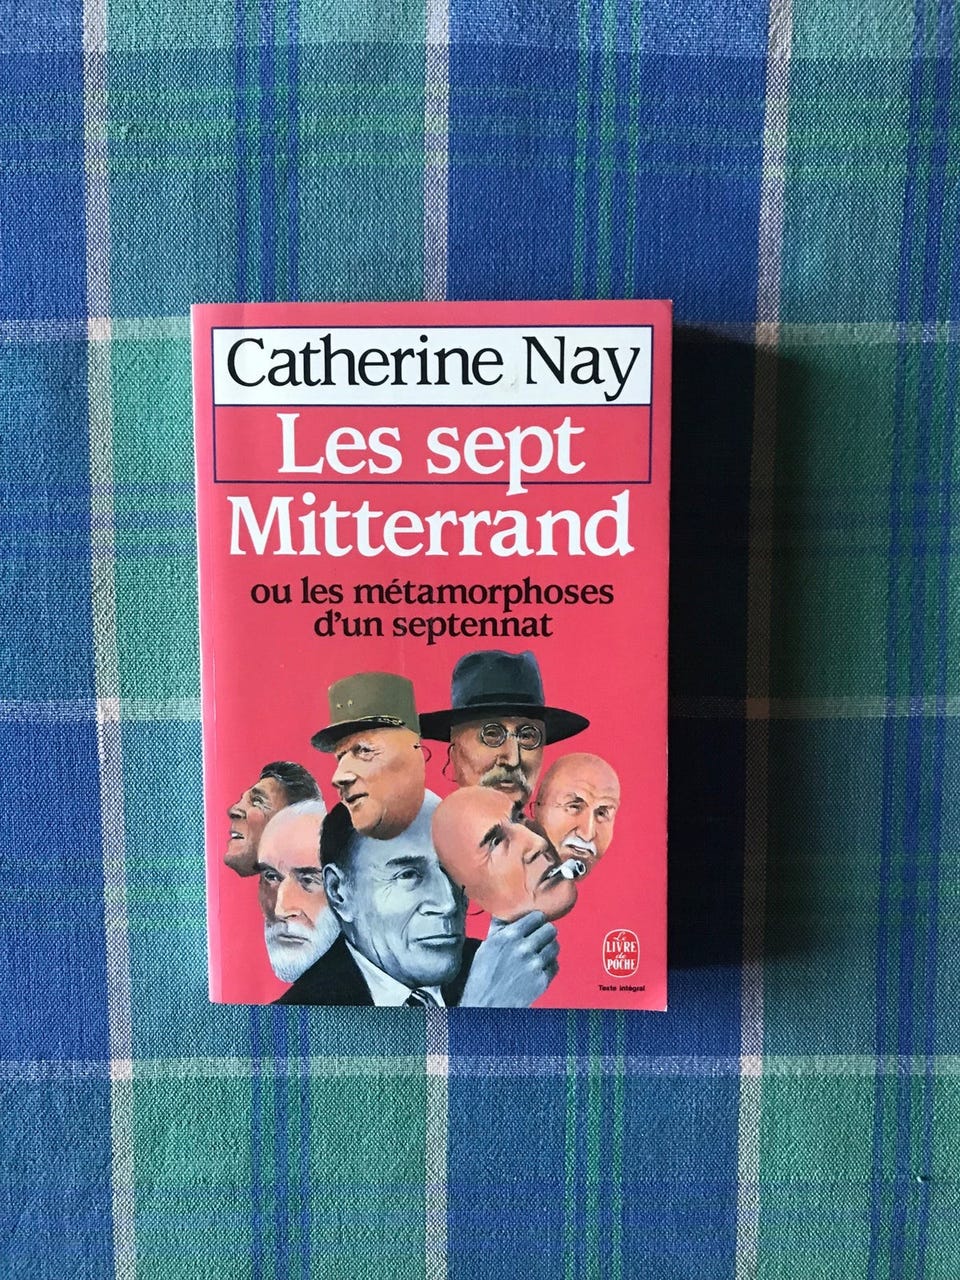 Catherine Nay
Les sept
Mitterrand
ou les métamorphoses
d'un septennat
Le
LIVRE
de
POCHE
Texte intégral